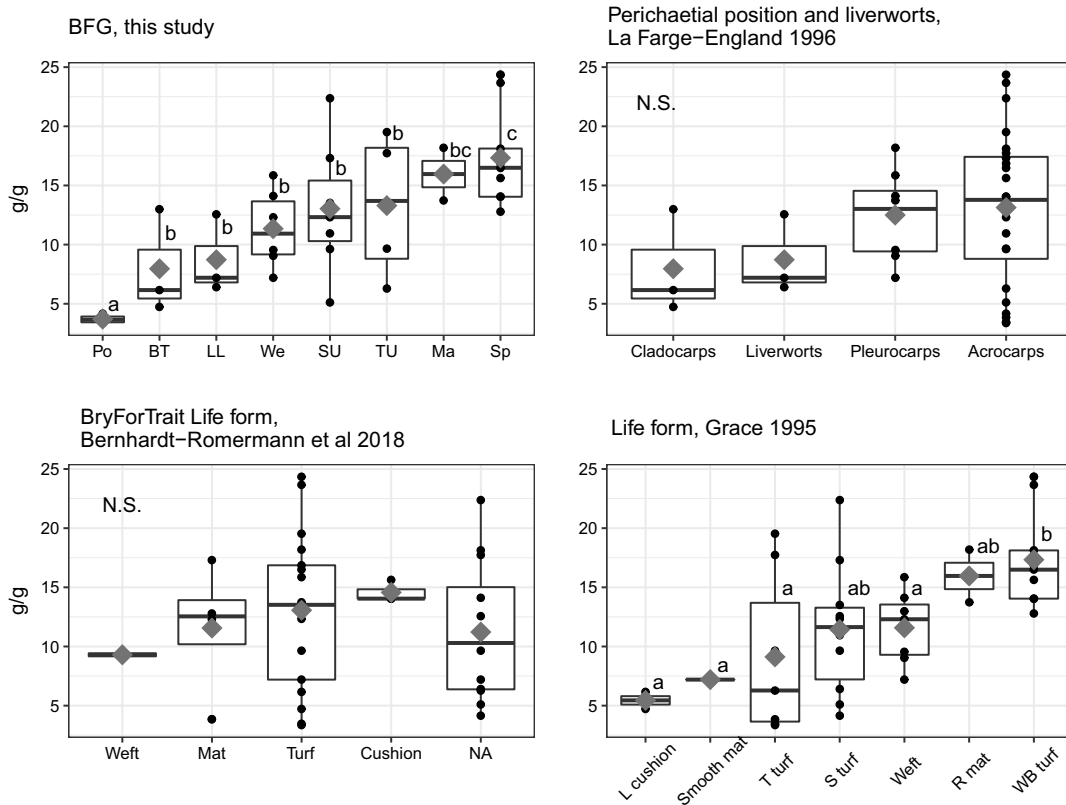 BFG, this study
g/g
25
20
15
10
5
a
b
b
b
b
b
bc
c
Po BT LL We SU TU Ma Sp
Perichaetial position and liverworts,
La Farge−England 1996
25
20
15
10
5
N.S.
Cladocarps Liverworts Pleurocarps Acrocarps
BryForTrait Life form,
Bernhardt−Romermann et al 2018
g/g
25
20
15
10
5
N.S.
Weft Mat Turf Cushion NA
Life form, Grace 1995
25
20
15
10
5
a
a
a
ab
a
ab
b
L cushion
Smooth mat
T turf
S turf
Weft
R mat
WB turf